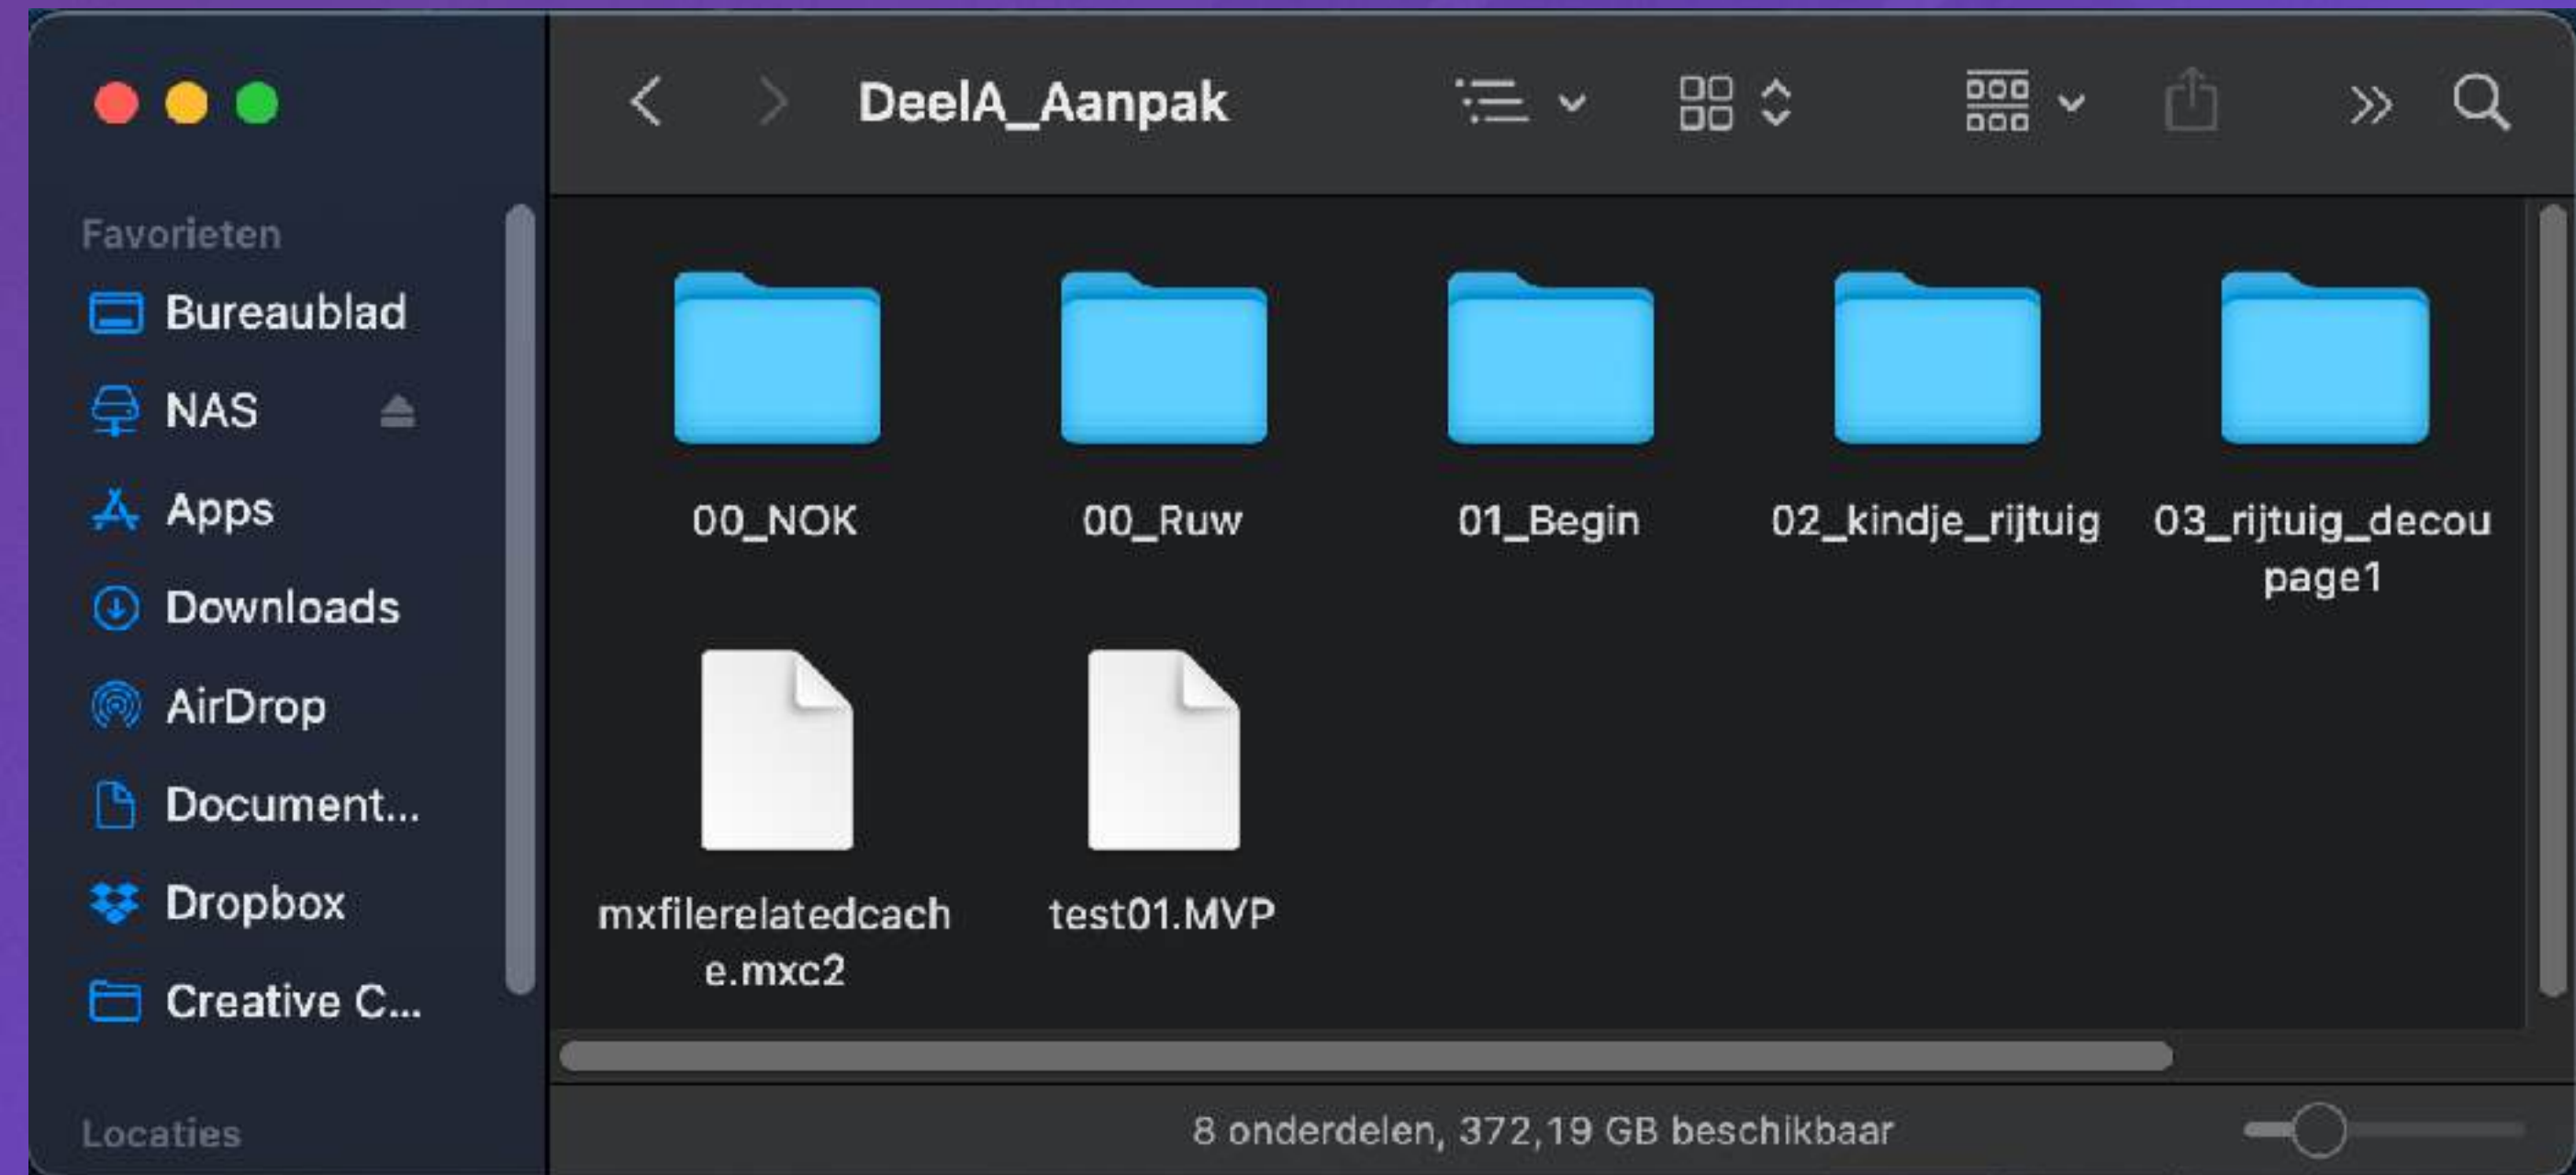 DeelA_Aanpak
Favorieten
Bureaublad
NAS
Apps
Downloads
AirDrop
Document...
Dropbox
Creative C...
Locaties
00_NOK
00_Ruw
01_Begin
02_kindje_rijtuig
03_rijtuig_decou
page1
mxfilerelatedcach
e.mxc2
test01.MVP
8 onderdelen, 372,19 GB beschikbaar